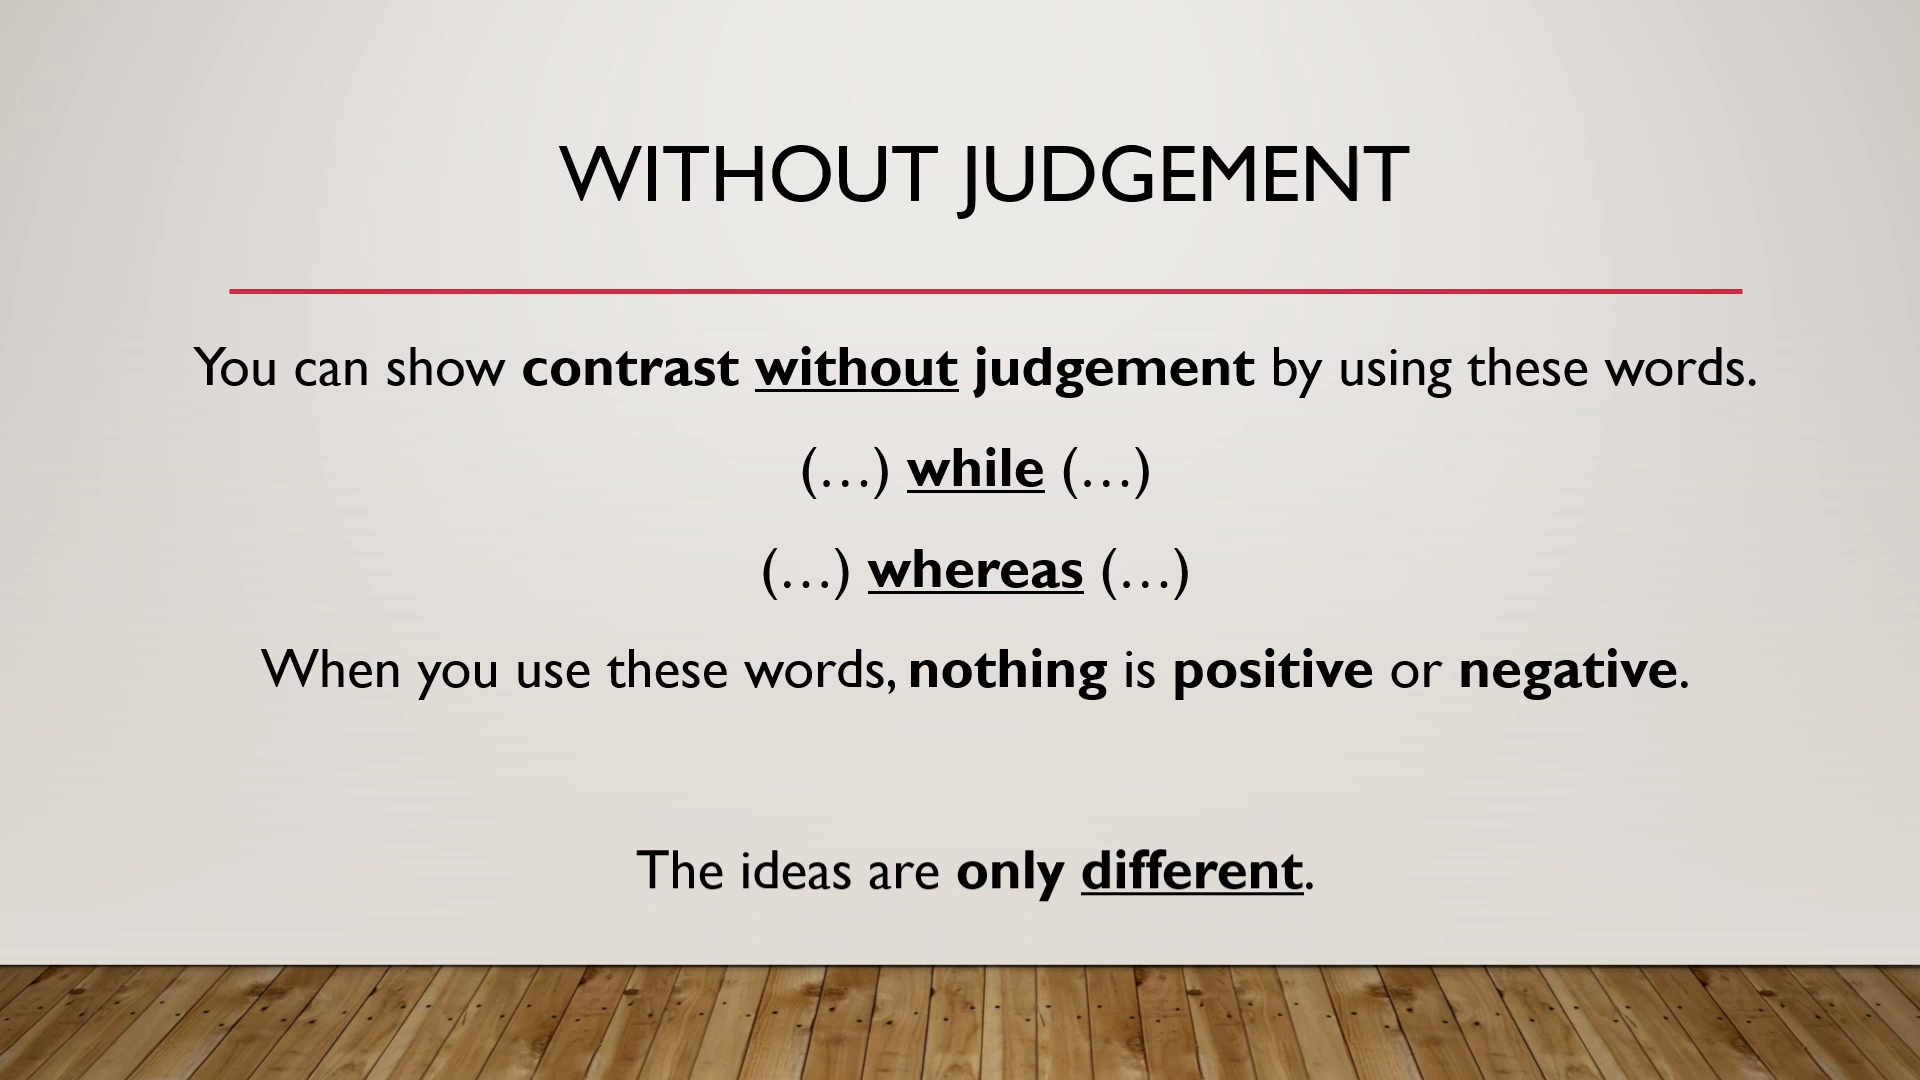 WITHOUT JUDGEMENT
You can show contrast without judgement by using these words.
(…) while (…)
(…) whereas (…)
When you use these words, nothing is positive or negative.
The ideas are only different.